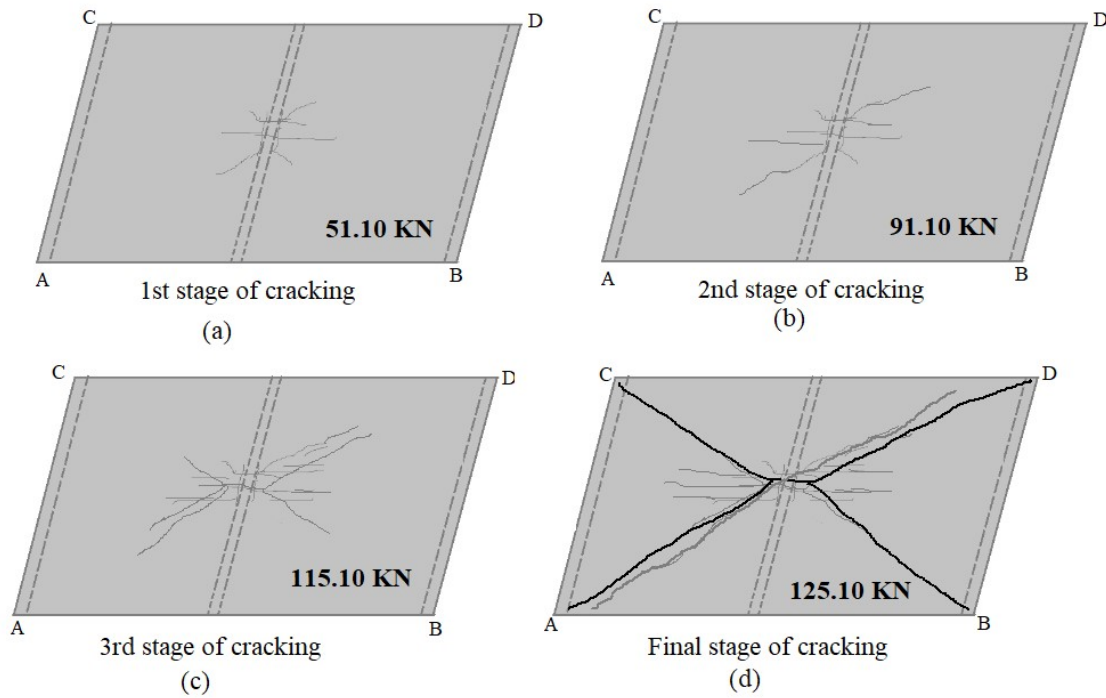 C D C D
51.10 KN 91.10 KN
A B A B
1st stage of cracking 2nd stage of cracking
(a) (b)
C D C D
115.10 KN 125.10 KN
A B A B
3rd stage of cracking Final stage of cracking
(c) (d)